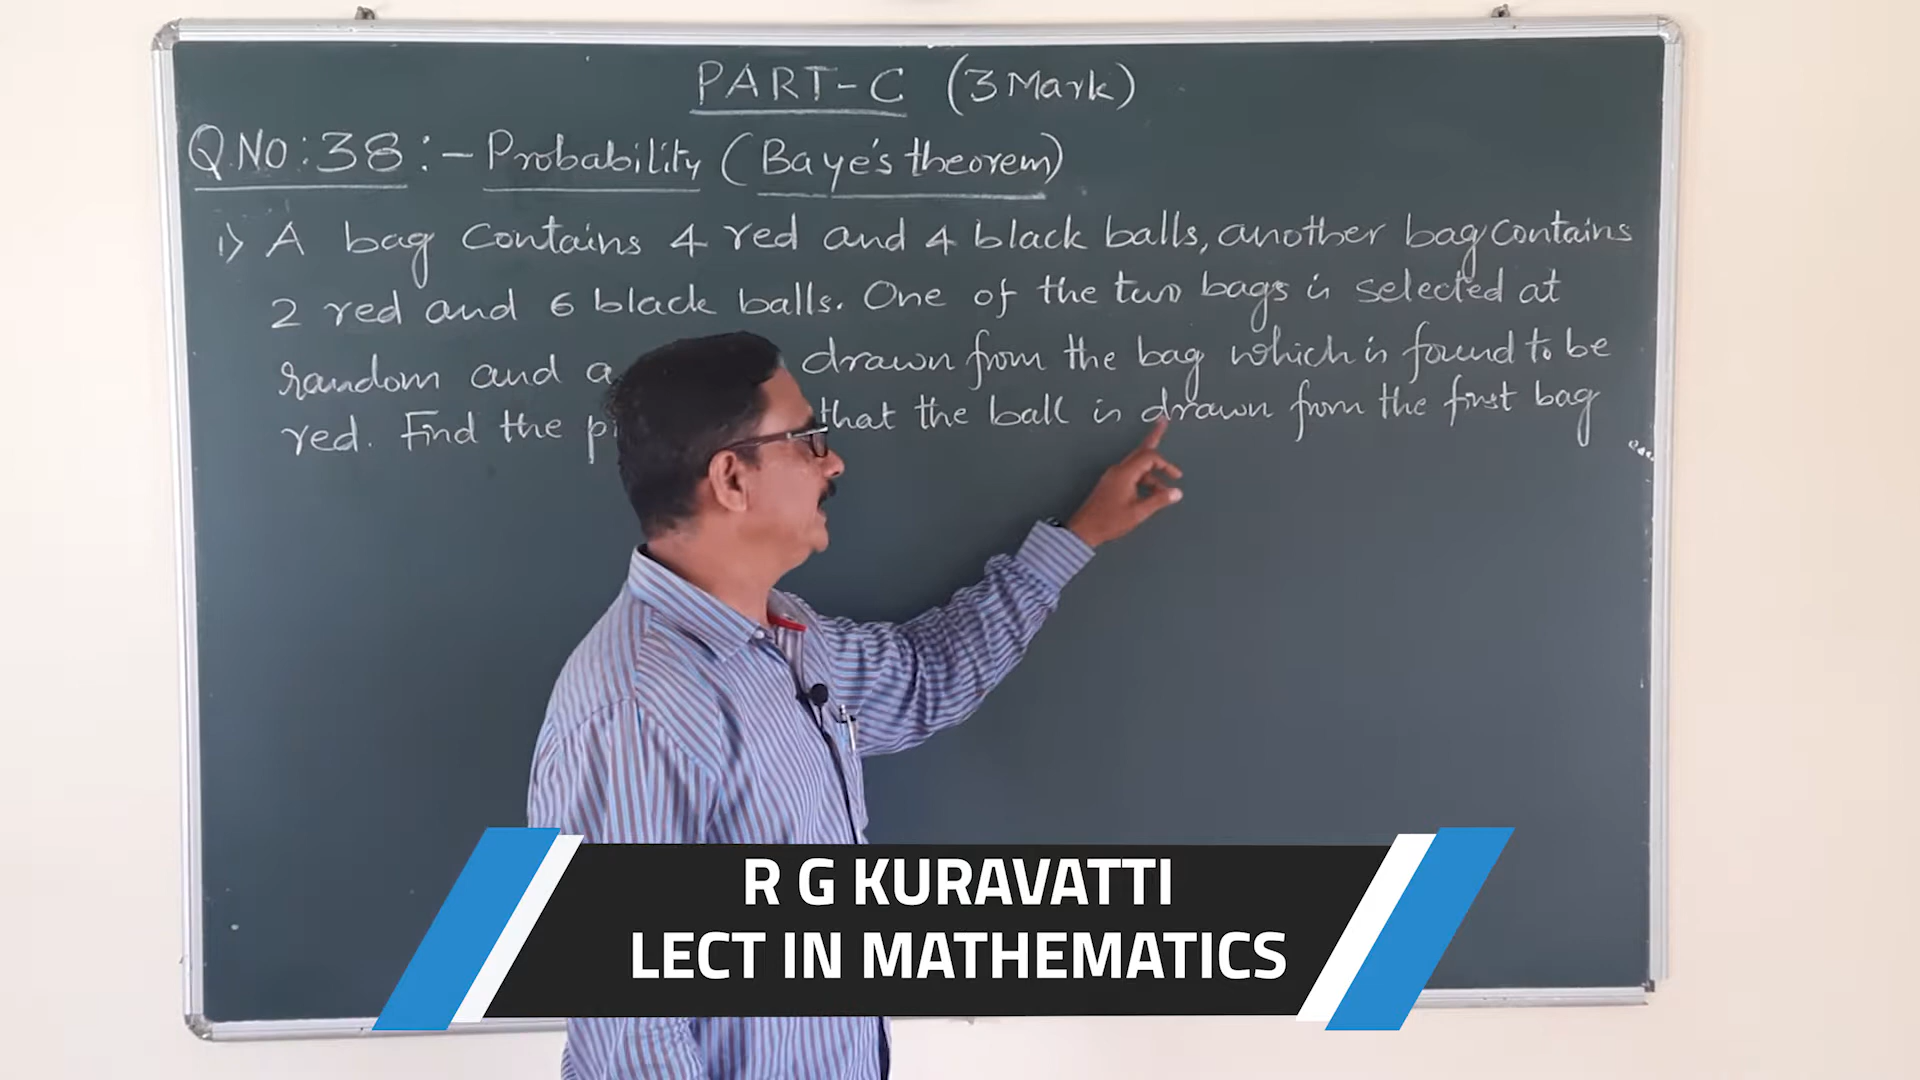 PART-C (3 Mark)
Q.NO:38:- Probability (Baye's theorem)
1) A bag contains 4 red and 4 black balls, another bag contains
2 red and 6 black balls. One of the two bags is selected at
random and a drawn from the bag which is found to be
red. Find the that the ball is drawn from the first bag
R G KURAVATTI
LECT IN MATHEMATICS